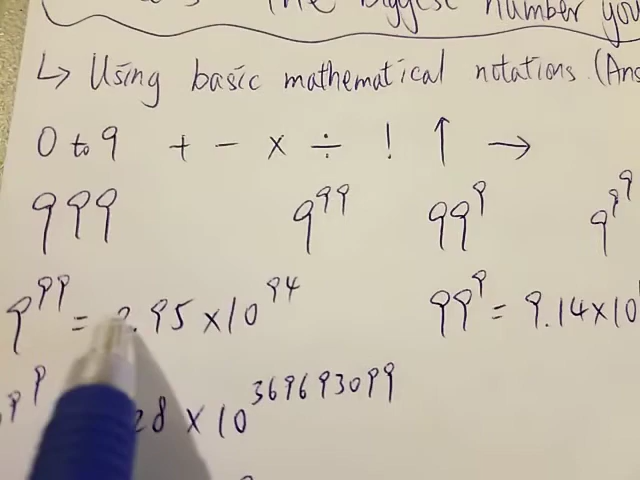 The biggest number you
↳ Using basic mathematical notations. (Ans
0 to 9 + − × ÷ ! ↑ →
999 9^99 99^9 9^9^9
9^99 = 2.95 × 10^94 99^9 = 9.14 × 10
28 × 10^369693099